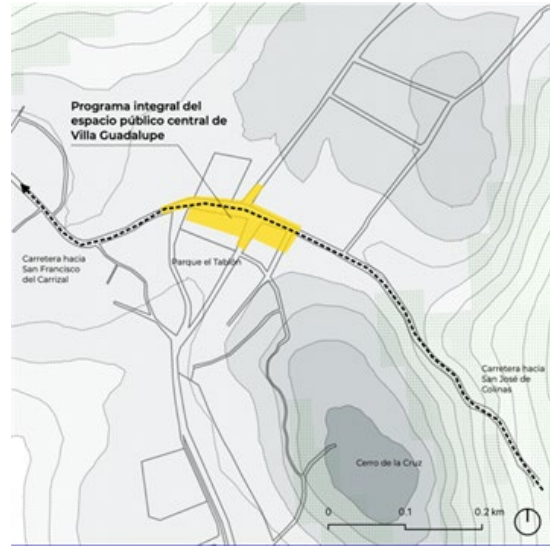 Programa integral del
espacio público central de
Villa Guadalupe
Carretera hacia
San Francisco
del Carrizal
Parque el Tablón
Carretera hacia
San José de
Colinas
Cerro de la Cruz
0 0.1 0.2 km